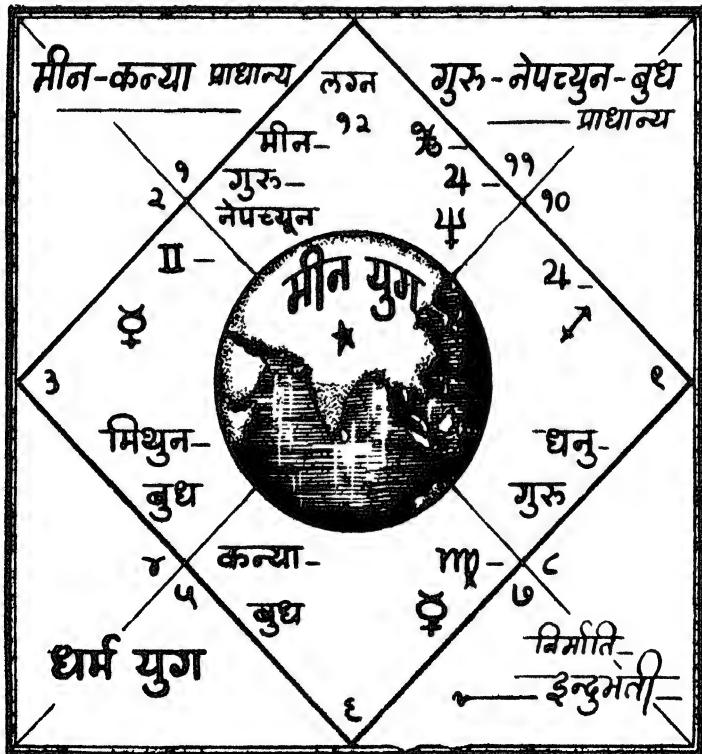 मीन-कन्या प्राधान्य
गुरु-नेपच्युन-बुध
प्राधान्य
लग्न
१२
मीन-
गुरु-
नेपच्यून
♃
♆
१
२
११
१०
मीन युग
♊-
☿
♃-
♐
३
९
मिथुन-
बुध
धनु-
गुरु
४
५
कन्या-
बुध
♍-
☿
८
७
धर्म युग
६
निर्माति-
इन्दुमती-